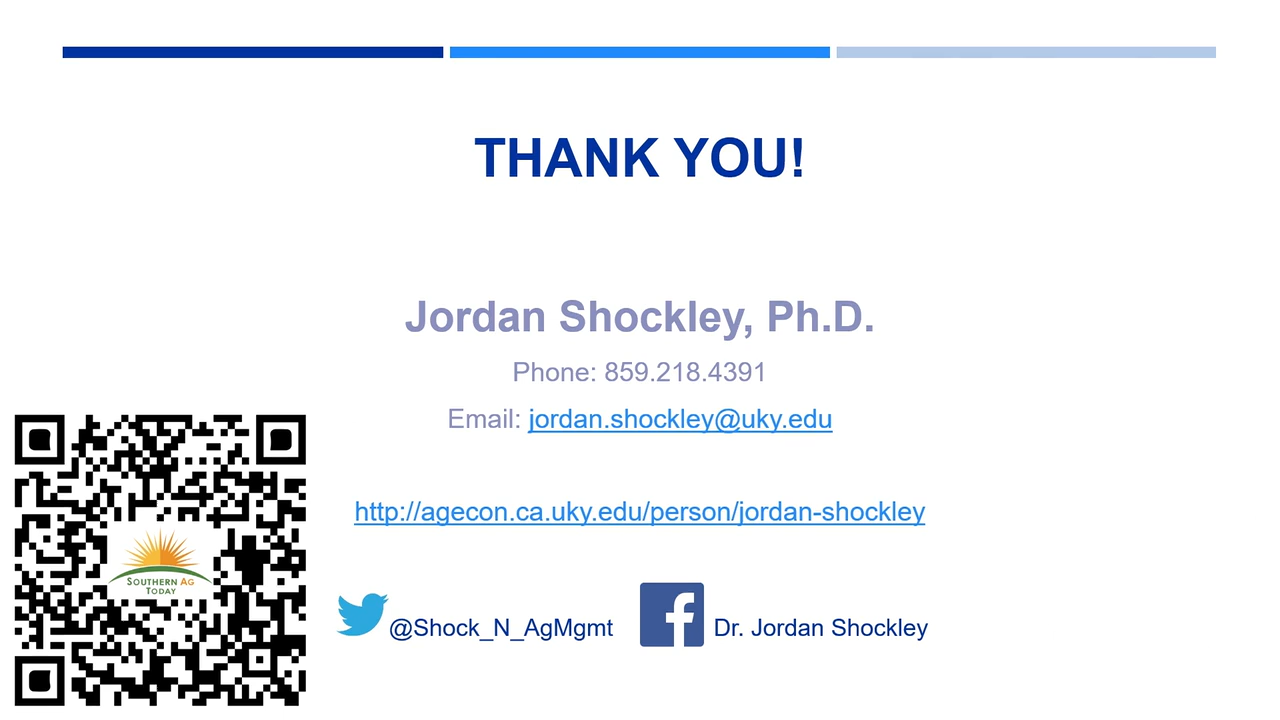 THANK YOU!
Jordan Shockley, Ph.D.
Phone: 859.218.4391
Email: jordan.shockley@uky.edu
http://agecon.ca.uky.edu/person/jordan-shockley
SOUTHERN AG
TODAY
@Shock_N_AgMgmt
Dr. Jordan Shockley